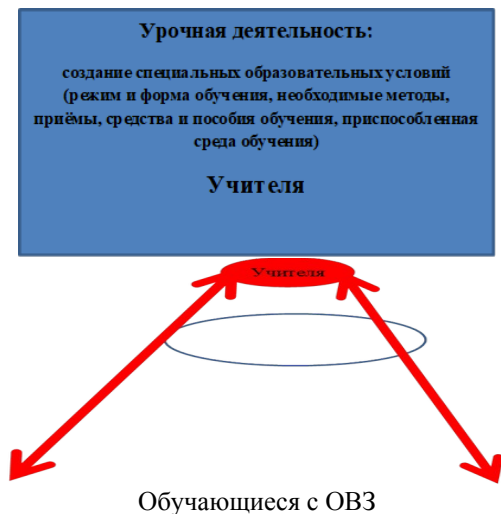 Урочная деятельность:
создание специальных образовательных условий
(режим и форма обучения, необходимые методы,
приёмы, средства и пособия обучения, приспособленная
среда обучения)
Учителя
Учителя
Обучающиеся с ОВЗ